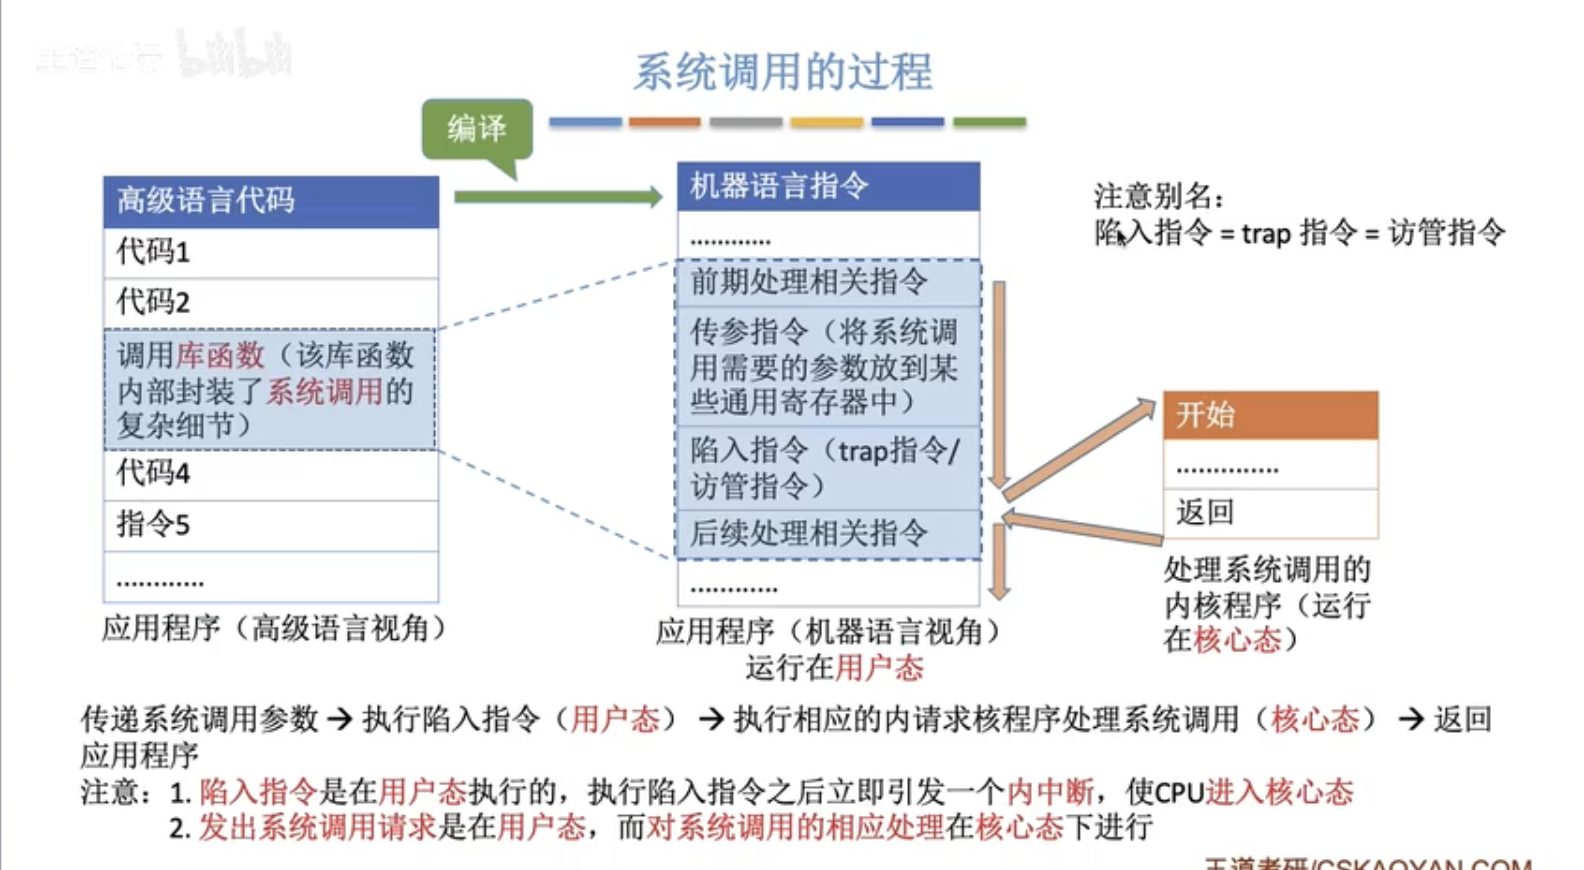 王道论坛 bilibili
系统调用的过程
编译
高级语言代码
代码1
代码2
调用库函数（该库函数
内部封装了系统调用的
复杂细节）
代码4
指令5
…………
应用程序（高级语言视角）
机器语言指令
…………
前期处理相关指令
传参指令（将系统调
用需要的参数放到某
些通用寄存器中）
陷入指令（trap指令/
访管指令）
后续处理相关指令
…………
应用程序（机器语言视角）
运行在用户态
注意别名：
陷入指令 = trap 指令 = 访管指令
开始
…………..
返回
处理系统调用的
内核程序（运行
在核心态）
传递系统调用参数 → 执行陷入指令（用户态） → 执行相应的内请求核程序处理系统调用（核心态） → 返回
应用程序
注意：1. 陷入指令是在用户态执行的，执行陷入指令之后立即引发一个内中断，使CPU进入核心态
2. 发出系统调用请求是在用户态，而对系统调用的相应处理在核心态下进行
王道考研/CSKAOYAN.COM